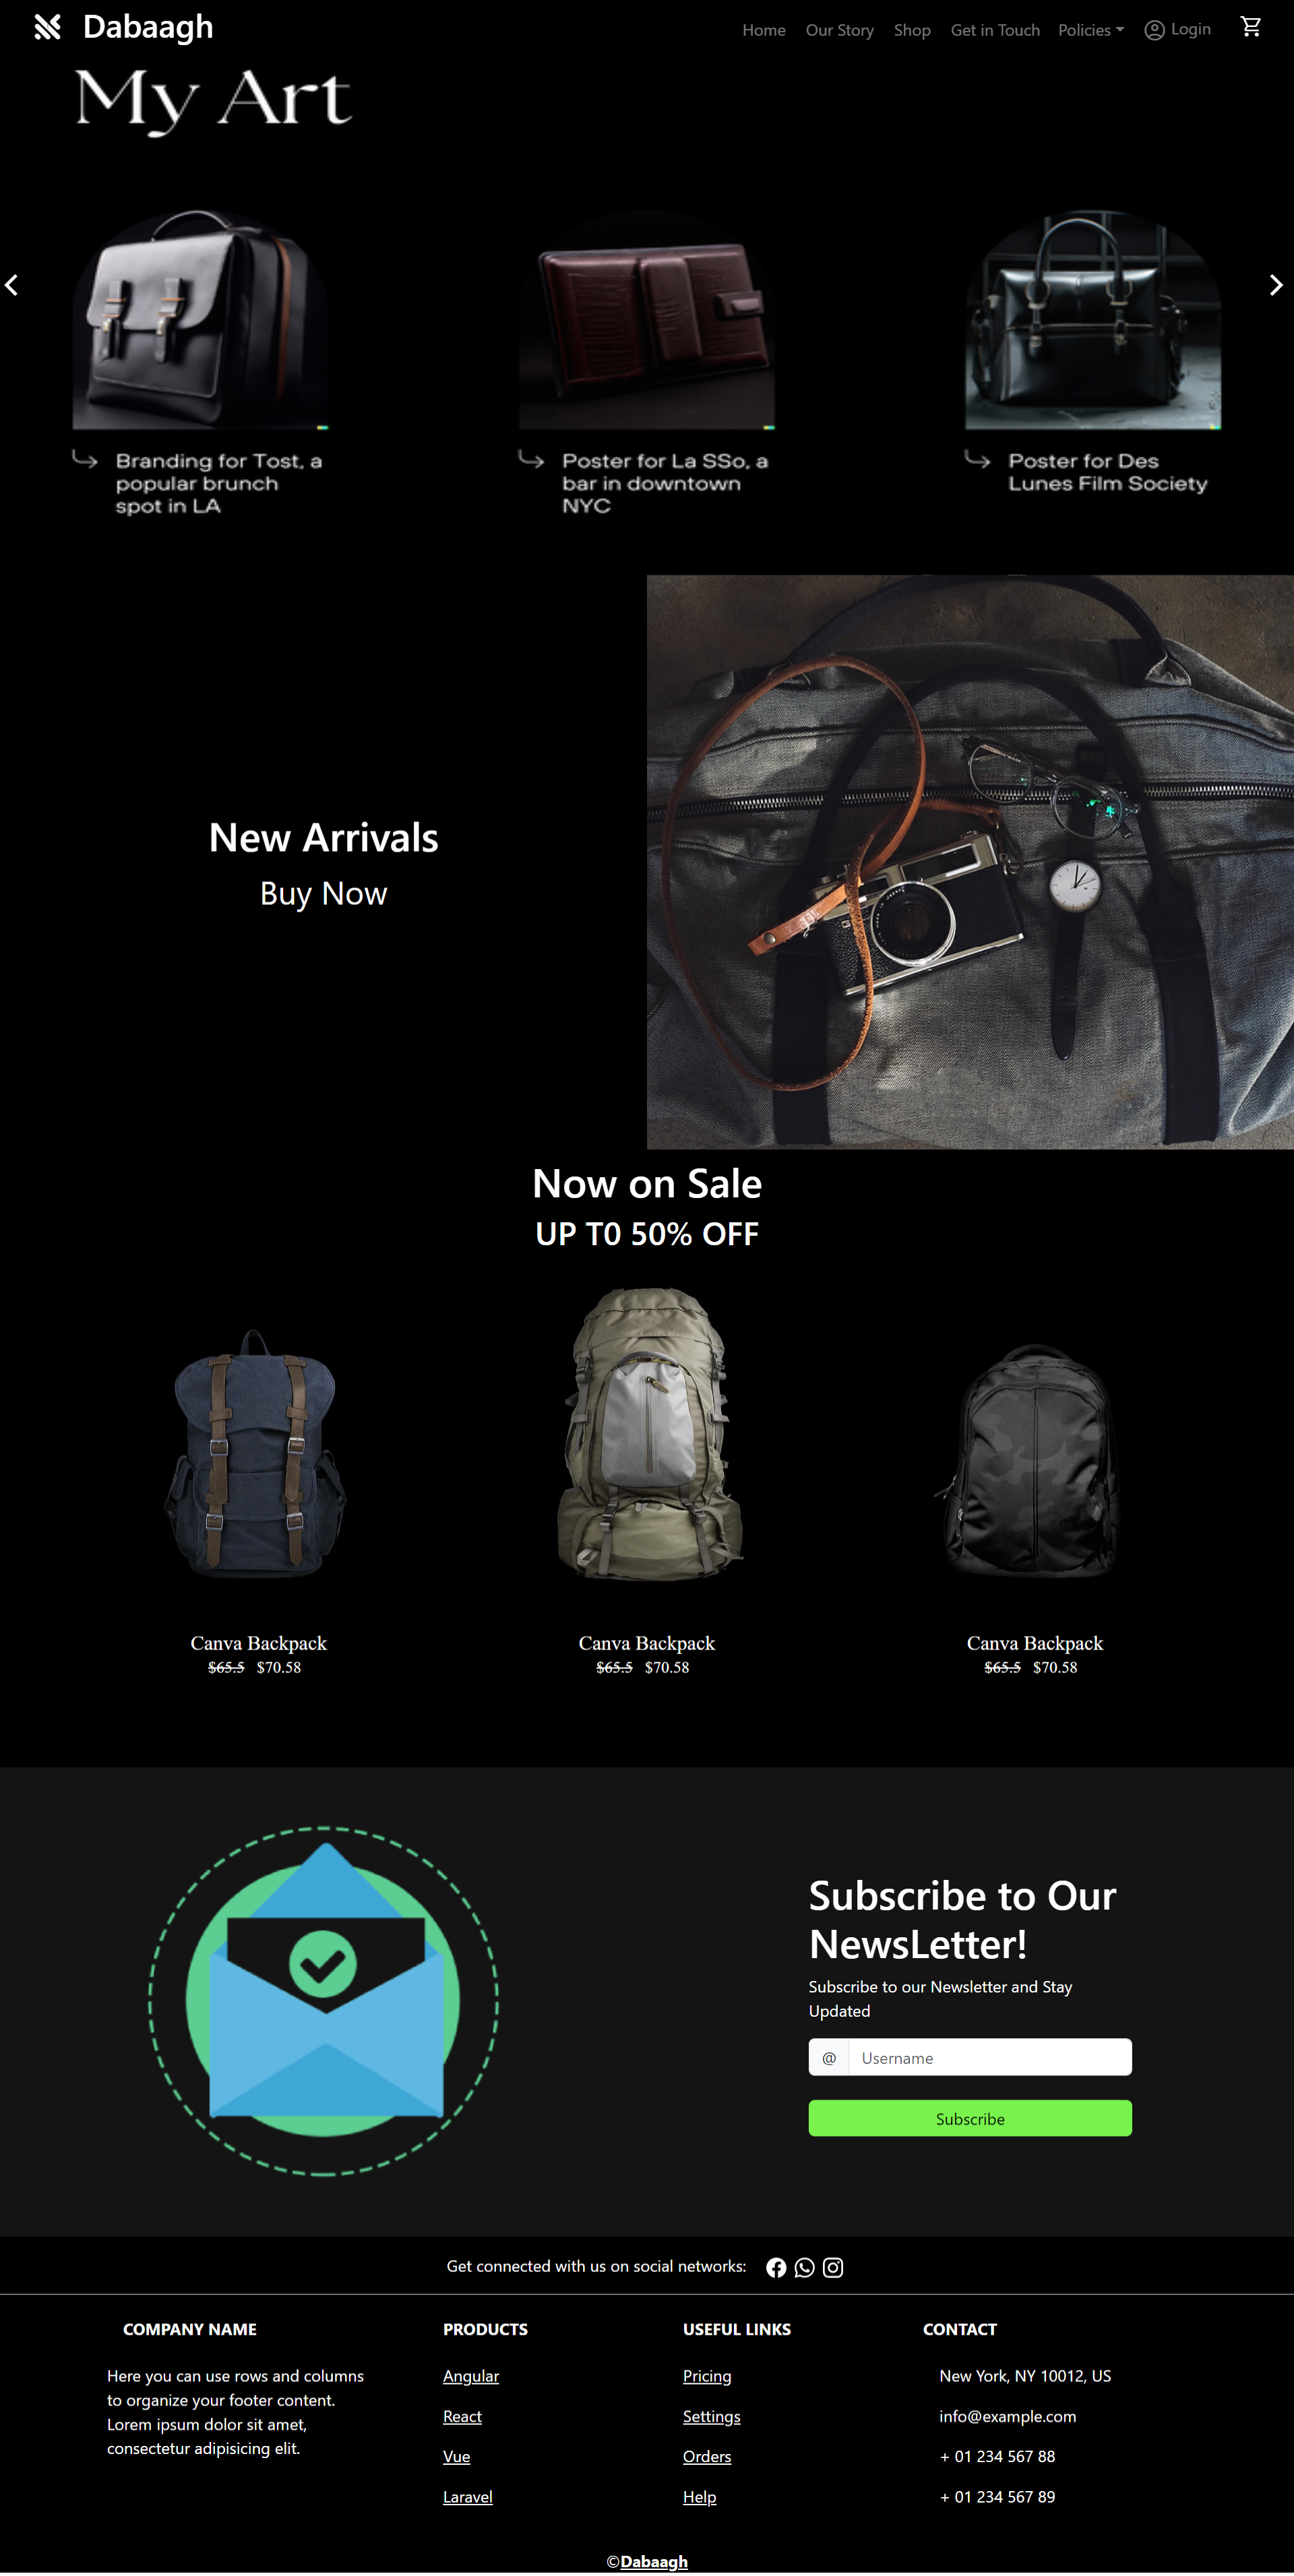 Dabaagh
Home Our Story Shop Get in Touch Policies Login
My Art
Branding for Tost, a
popular brunch
spot in LA
Poster for La SSo, a
bar in downtown
NYC
Poster for Des
Lunes Film Society
New Arrivals
Buy Now
Now on Sale
UP T0 50% OFF
Canva Backpack
$65.5 $70.58
Canva Backpack
$65.5 $70.58
Canva Backpack
$65.5 $70.58
Subscribe to Our
NewsLetter!
Subscribe to our Newsletter and Stay
Updated
@ Username
Subscribe
Get connected with us on social networks:
COMPANY NAME
Here you can use rows and columns
to organize your footer content.
Lorem ipsum dolor sit amet,
consectetur adipisicing elit.
PRODUCTS
Angular
React
Vue
Laravel
USEFUL LINKS
Pricing
Settings
Orders
Help
CONTACT
New York, NY 10012, US
info@example.com
+ 01 234 567 88
+ 01 234 567 89
©Dabaagh